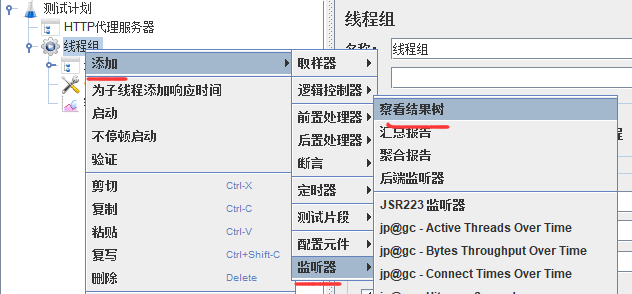 测试计划
HTTP代理服务器
线程组
线程组
名称：
线程组
添加
为子线程添加响应时间
启动
不停顿启动
验证
剪切 Ctrl-X
复制 Ctrl-C
粘贴 Ctrl-V
复写 Ctrl+Shift-C
删除 Delete
取样器
逻辑控制器
前置处理器
后置处理器
断言
定时器
测试片段
配置元件
监听器
察看结果树
汇总报告
聚合报告
后端监听器
JSR223 监听器
jp@gc - Active Threads Over Time
jp@gc - Bytes Throughput Over Time
jp@gc - Connect Times Over Time
程